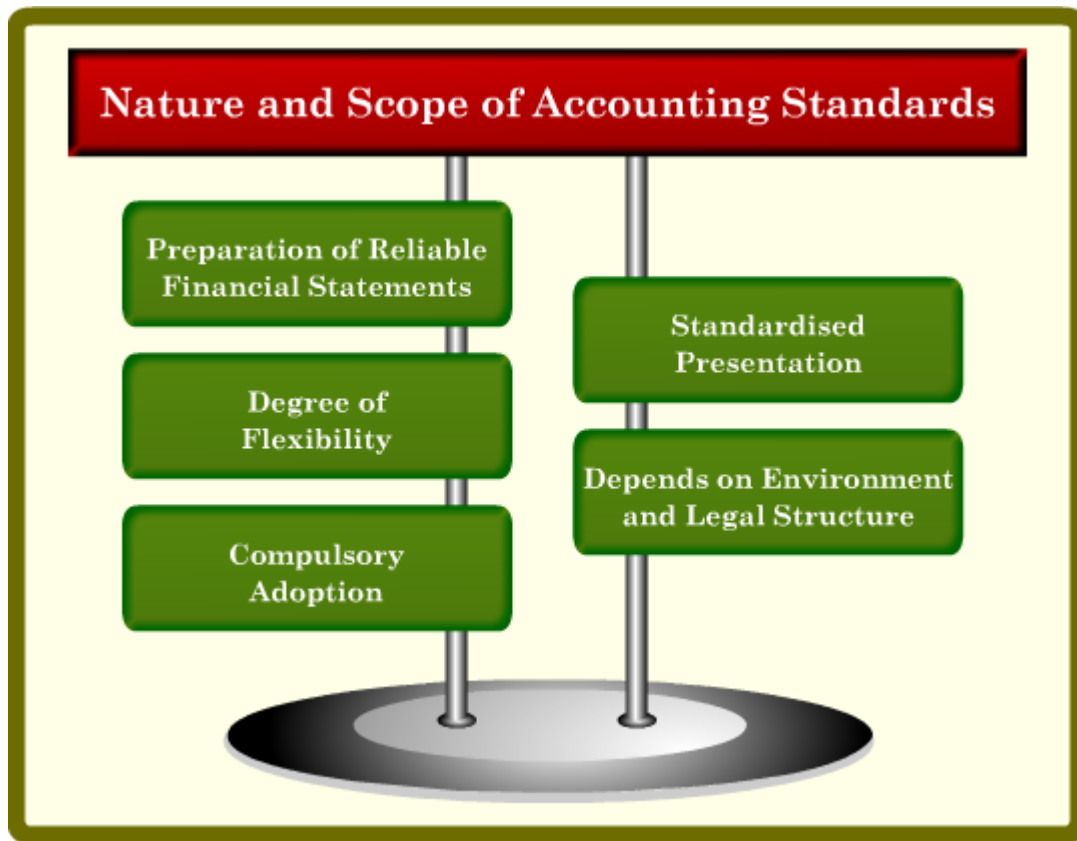 Nature and Scope of Accounting Standards
Preparation of Reliable
Financial Statements
Degree of
Flexibility
Compulsory
Adoption
Standardised
Presentation
Depends on Environment
and Legal Structure